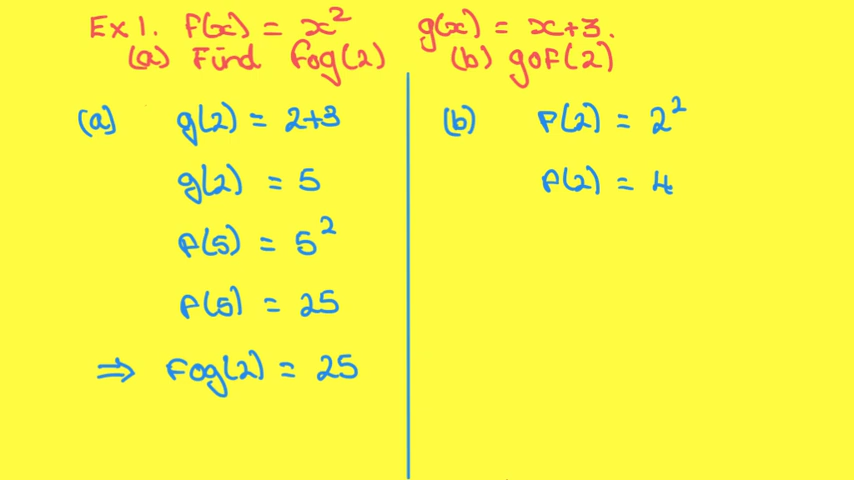 Ex 1. f(x) = x² g(x) = x+3.
(a) Find fog(2) (b) gof(2)
(a) g(2) = 2+3
g(2) = 5
f(5) = 5²
f(5) = 25
⇒ fog(2) = 25
(b) f(2) = 2²
f(2) = 4